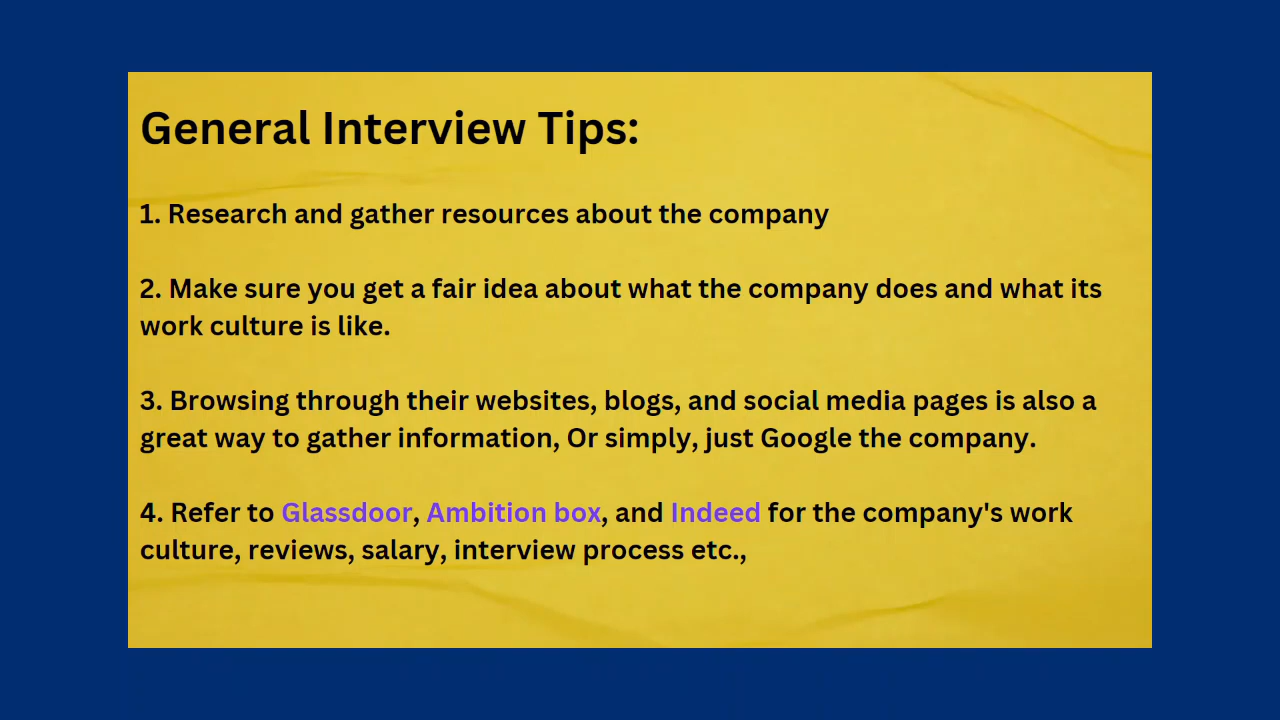 General Interview Tips:
1. Research and gather resources about the company
2. Make sure you get a fair idea about what the company does and what its
work culture is like.
3. Browsing through their websites, blogs, and social media pages is also a
great way to gather information, Or simply, just Google the company.
4. Refer to Glassdoor, Ambition box, and Indeed for the company's work
culture, reviews, salary, interview process etc.,